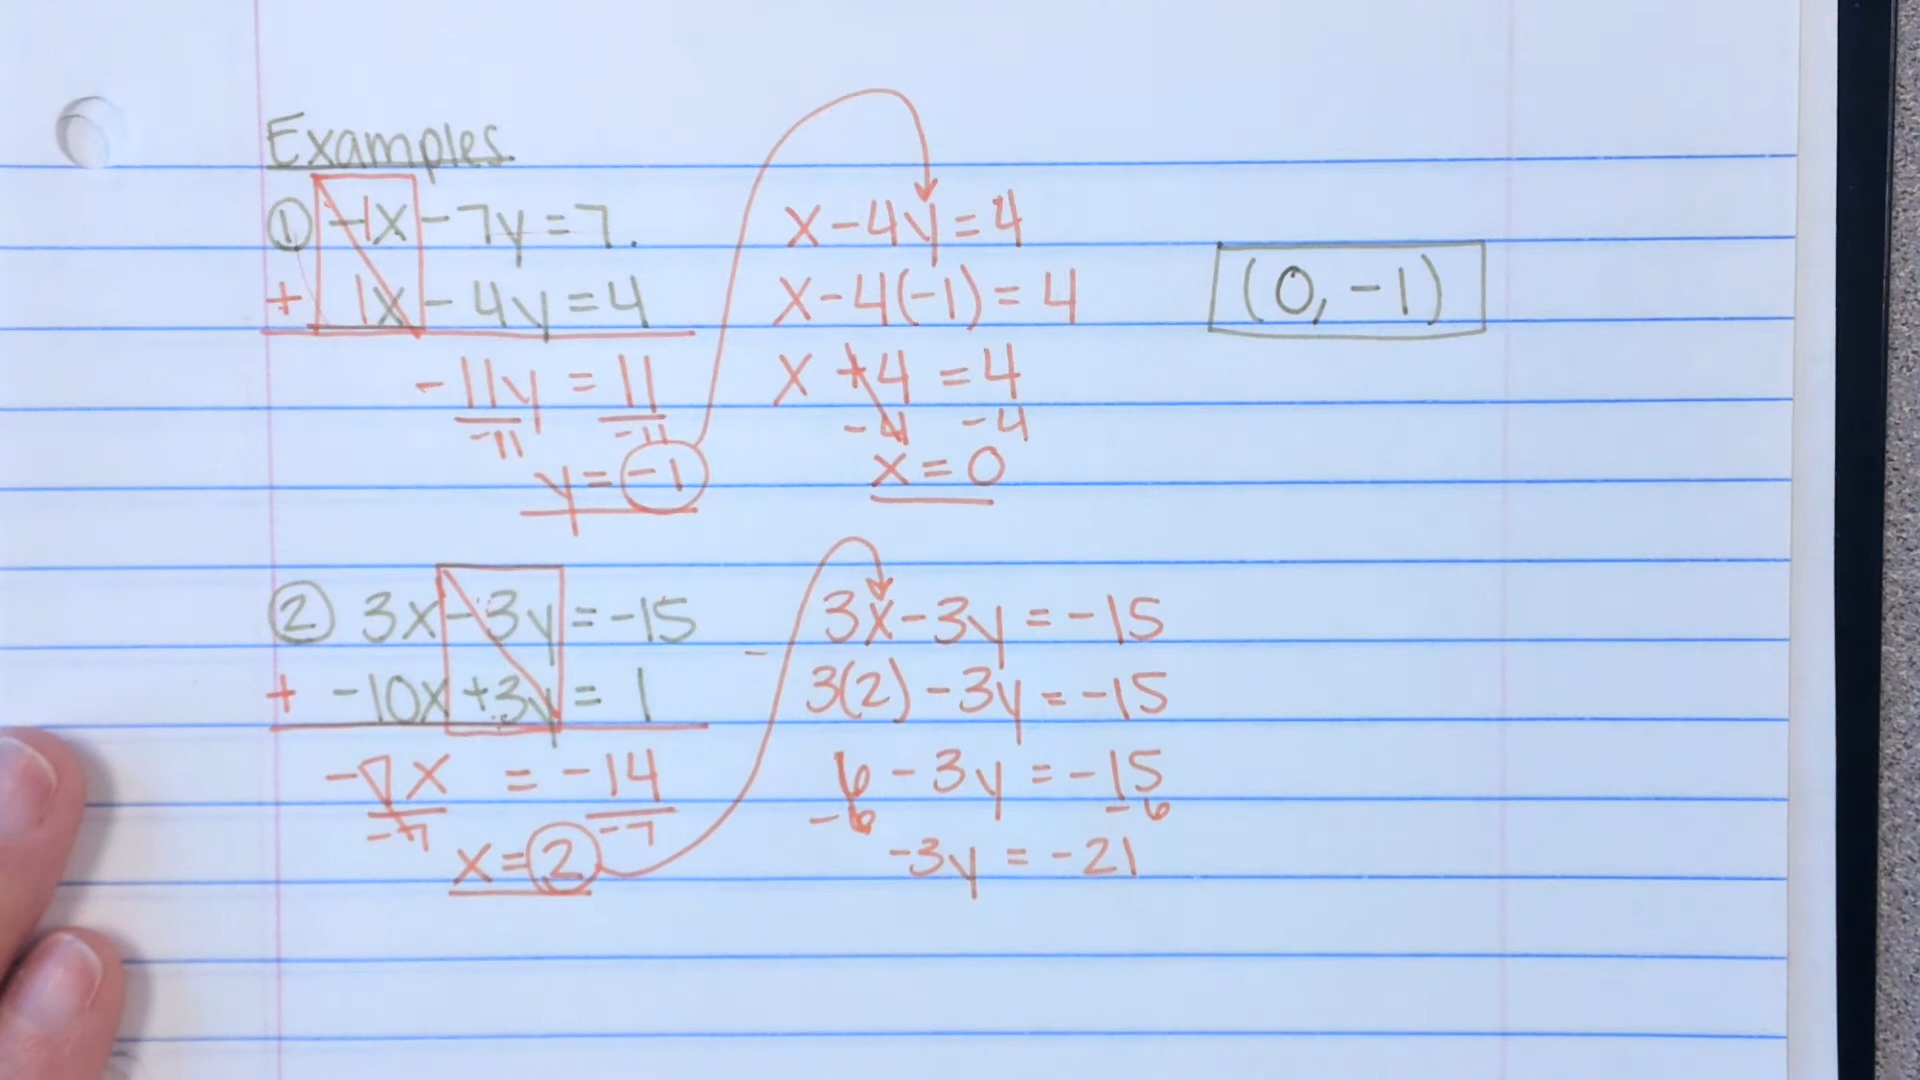 Examples
① -1x - 7y = 7.
+ 1x - 4y = 4
-11y = 11
-11 -11
y = -1
x - 4y = 4
x - 4(-1) = 4
x + 4 = 4
-4 -4
x = 0
(0, -1)
② 3x - 3y = -15
+ -10x + 3y = 1
-7x = -14
-7 -7
x = 2
-
3x - 3y = -15
3(2) - 3y = -15
6 - 3y = -15
-6 -6
-3y = -21